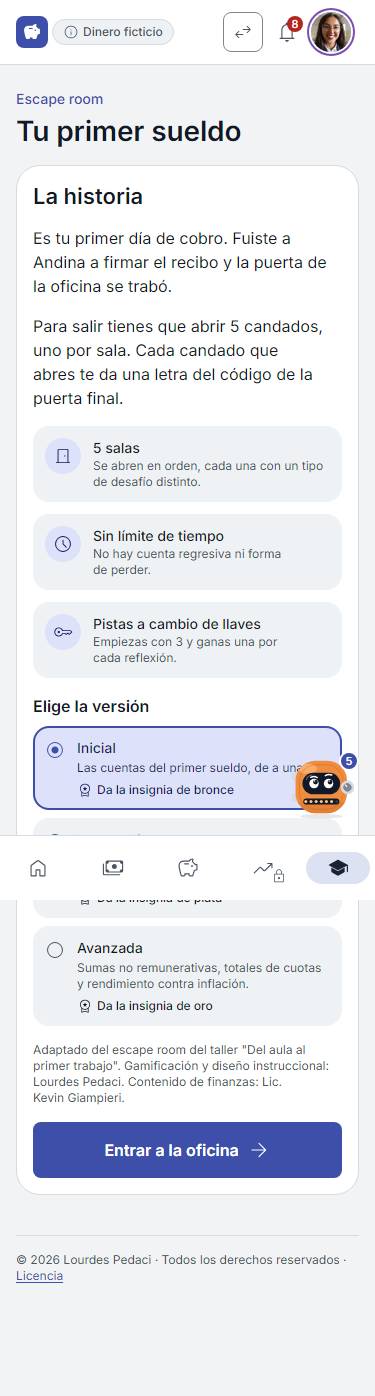 Dinero ficticio
8
Escape room
Tu primer sueldo
La historia
Es tu primer día de cobro. Fuiste a
Andina a firmar el recibo y la puerta de
la oficina se trabó.
Para salir tienes que abrir 5 candados,
uno por sala. Cada candado que
abres te da una letra del código de la
puerta final.
5 salas
Se abren en orden, cada una con un tipo
de desafío distinto.
Sin límite de tiempo
No hay cuenta regresiva ni forma
de perder.
Pistas a cambio de llaves
Empiezas con 3 y ganas una por
cada reflexión.
Elige la versión
Inicial
Las cuentas del primer sueldo, de a una
5
Da la insignia de bronce
Da la insignia de plata
Avanzada
Sumas no remunerativas, totales de cuotas
y rendimiento contra inflación.
Da la insignia de oro
Adaptado del escape room del taller "Del aula al
primer trabajo". Gamificación y diseño instruccional:
Lourdes Pedaci. Contenido de finanzas: Lic.
Kevin Giampieri.
Entrar a la oficina
© 2026 Lourdes Pedaci · Todos los derechos reservados ·
Licencia